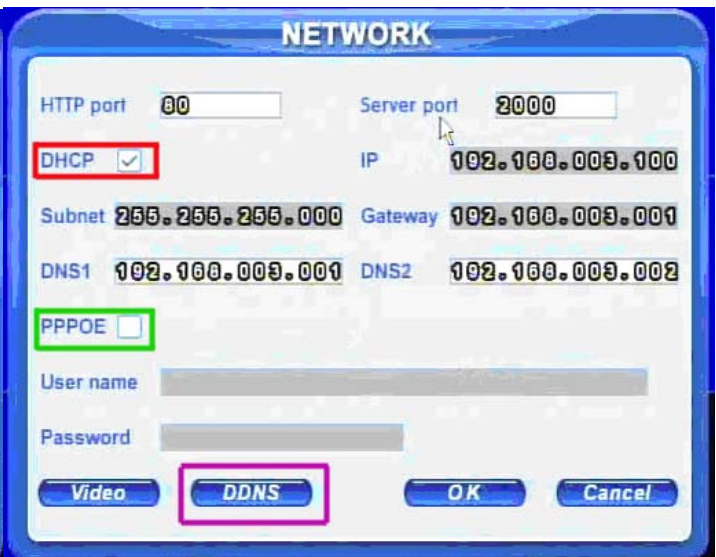 NETWORK
HTTP port 80 Server port 2000
DHCP IP 192.168.003.100
Subnet 255.255.255.000 Gateway 192.168.003.001
DNS1 192.168.003.001 DNS2 192.168.003.002
PPPOE
User name
Password
Video DDNS OK Cancel